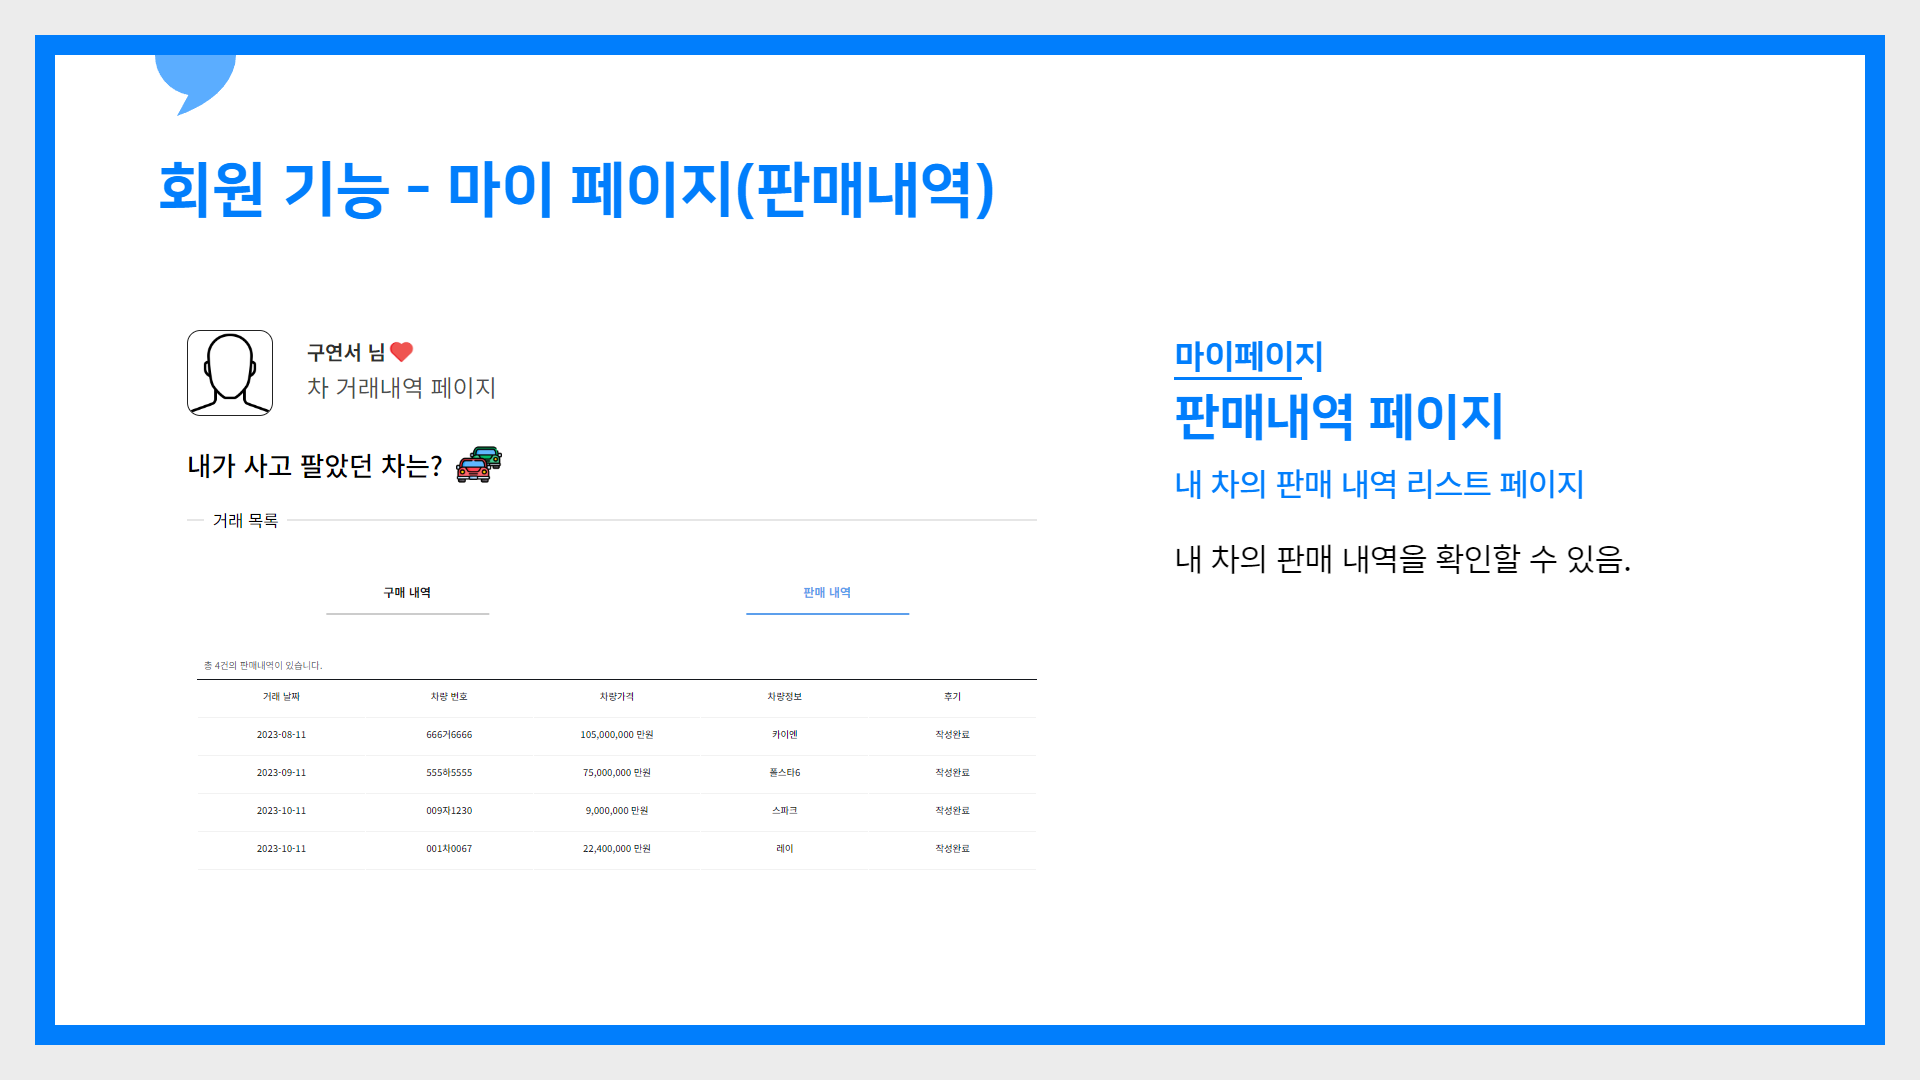 회원 기능 - 마이 페이지(판매내역)
구연서 님
차 거래내역 페이지
내가 사고 팔았던 차는?
거래 목록
구매 내역 판매 내역
총 4건의 판매내역이 있습니다.
거래 날짜 차량 번호 차량가격 차량정보 후기
2023-08-11 666거6666 105,000,000 만원 카이엔 작성완료
2023-09-11 555하5555 75,000,000 만원 폴스타6 작성완료
2023-10-11 009자1230 9,000,000 만원 스파크 작성완료
2023-10-11 001차0067 22,400,000 만원 레이 작성완료
마이페이지
판매내역 페이지
내 차의 판매 내역 리스트 페이지
내 차의 판매 내역을 확인할 수 있음.